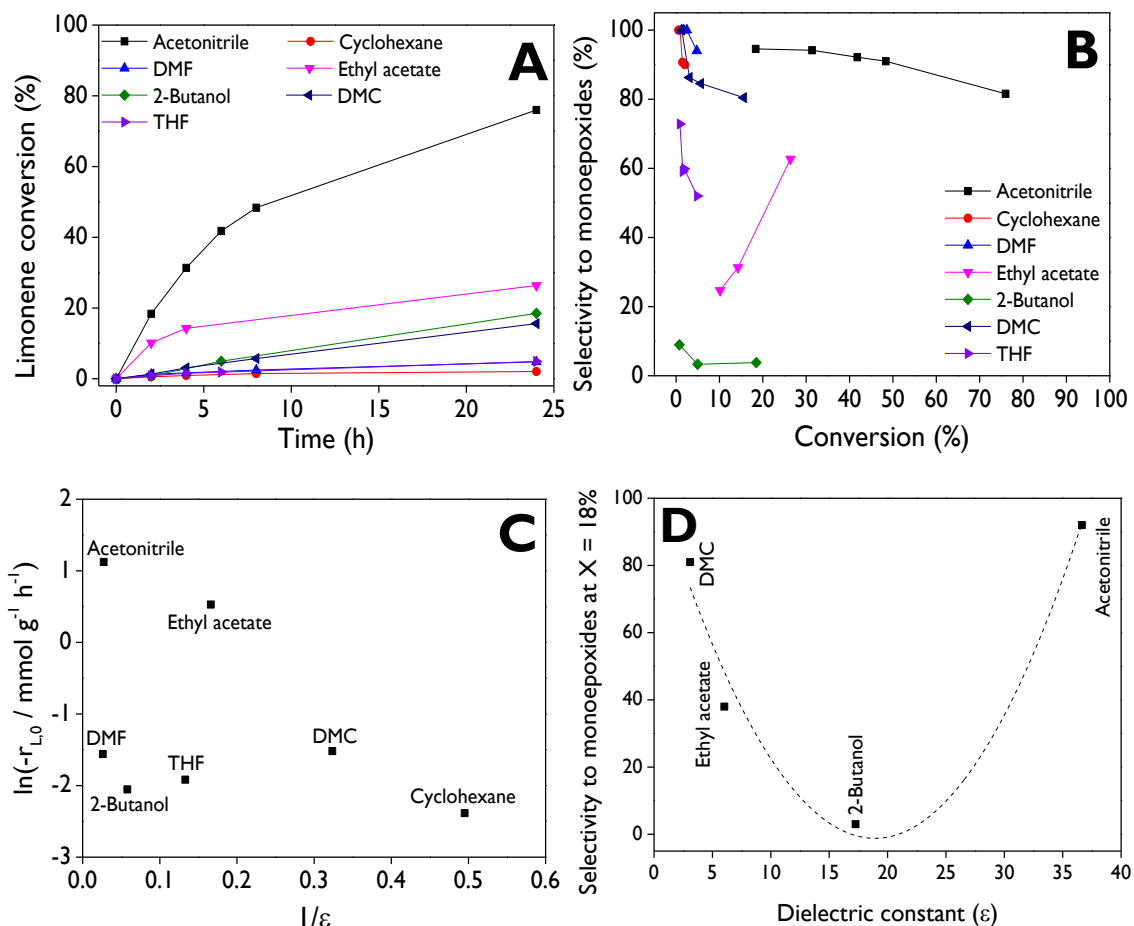 A
100
80
60
40
20
0
Limonene conversion (%)
Acetonitrile
Cyclohexane
DMF
Ethyl acetate
2-Butanol
DMC
THF
0 5 10 15 20 25
Time (h)
B
100
80
60
40
20
0
Selectivity to monoepoxides (%)
Acetonitrile
Cyclohexane
DMF
Ethyl acetate
2-Butanol
DMC
THF
0 10 20 30 40 50 60 70 80 90 100
Conversion (%)
C
2
1
0
-1
-2
-3
ln(-r_L,0 / mmol g⁻¹ h⁻¹)
Acetonitrile
Ethyl acetate
DMF
THF
DMC
2-Butanol
Cyclohexane
0.0 0.1 0.2 0.3 0.4 0.5 0.6
1/ε
D
100
80
60
40
20
0
Selectivity to monoepoxides at X = 18%
DMC
Ethyl acetate
2-Butanol
Acetonitrile
0 5 10 15 20 25 30 35 40
Dielectric constant (ε)